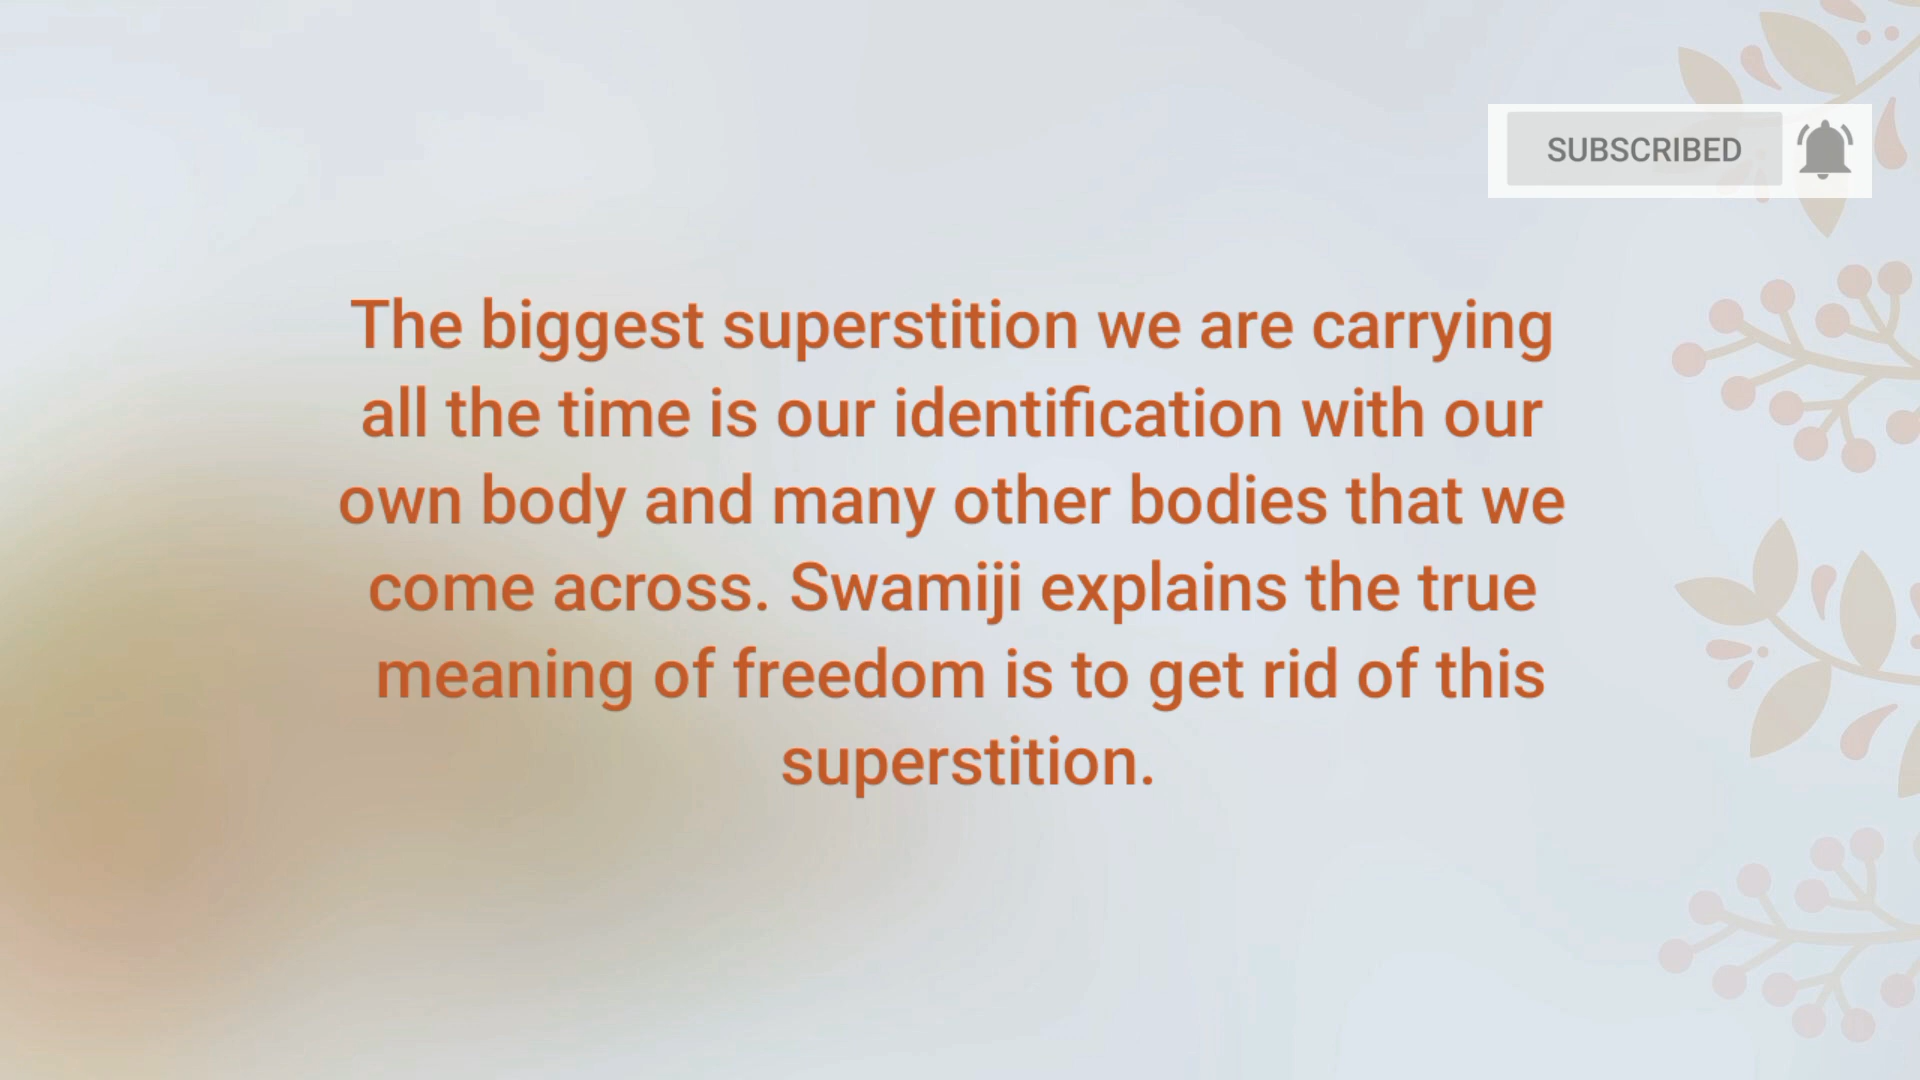 SUBSCRIBED
The biggest superstition we are carrying
all the time is our identification with our
own body and many other bodies that we
come across. Swamiji explains the true
meaning of freedom is to get rid of this
superstition.